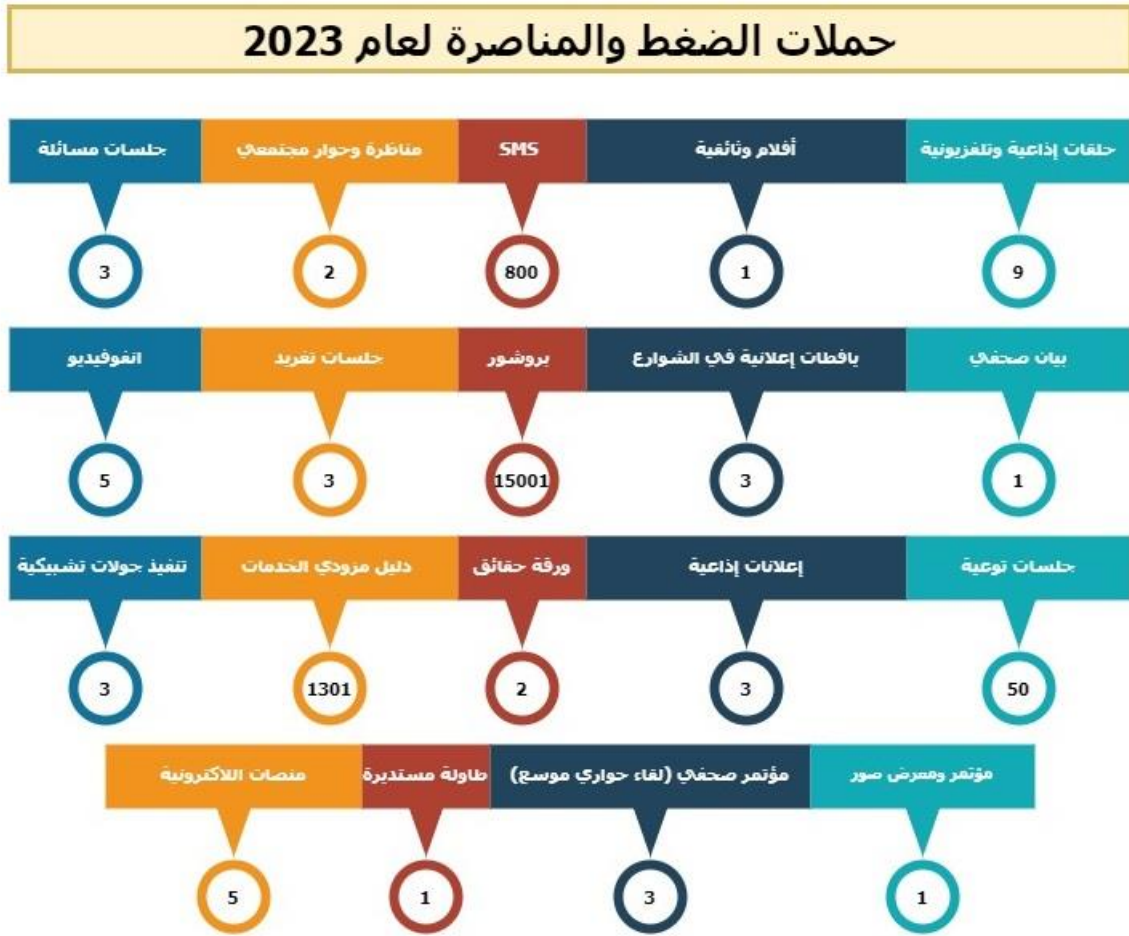 حملات الضغط والمناصرة لعام 2023
حلقات إذاعية وتلفزيونية
أفلام وثائقية
SMS
مناظرة وحوار مجتمعي
جلسات مسائلة
9
1
800
2
3
بيان صحفي
يافطات إعلانية في الشوارع
بروشور
جلسات تغريد
انفوفيديو
1
3
15001
3
5
جلسات توعية
إعلانات إذاعية
ورقة حقائق
دليل مزودي الخدمات
تنفيذ جولات تشبيكية
50
3
2
1301
3
مؤتمر ومعرض صور
مؤتمر صحفي (لقاء حواري موسع)
طاولة مستديرة
منصات اللاكترونية
1
3
1
5